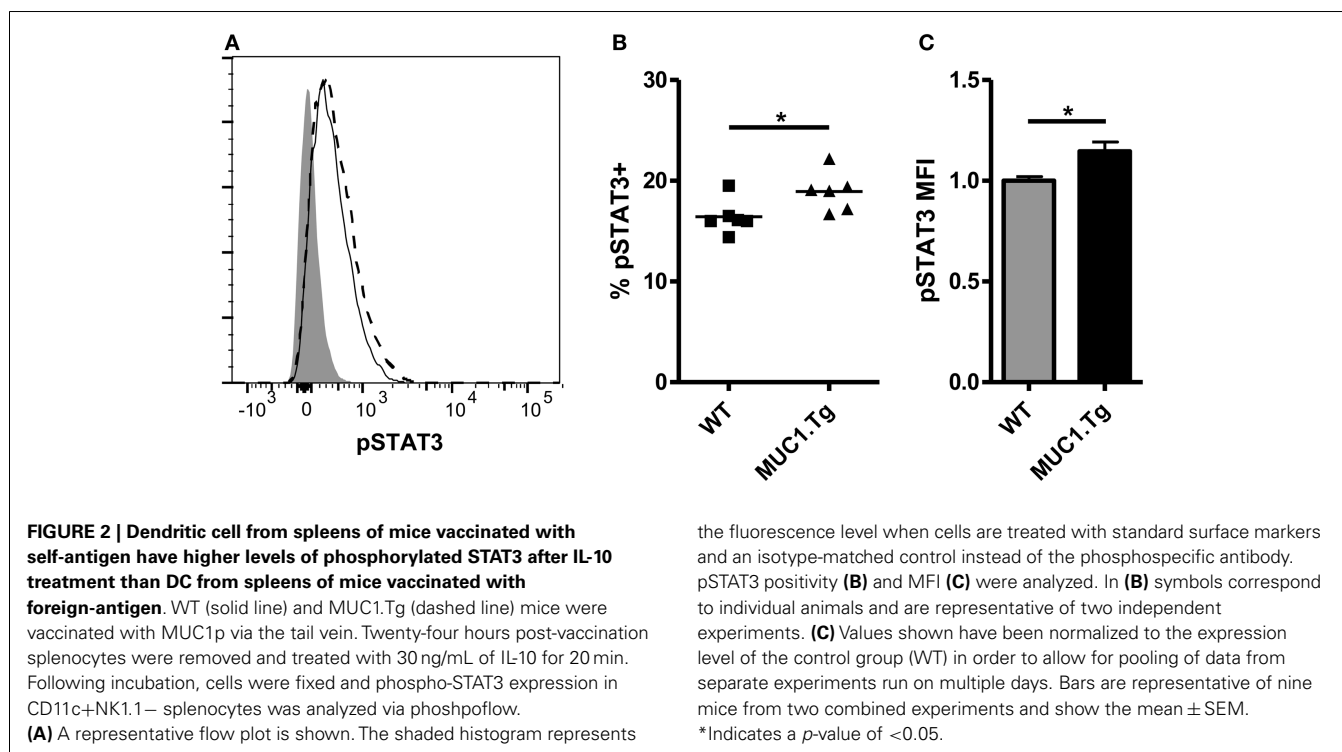 A
B
C
-10³ 0 10³ 10⁴ 10⁵
pSTAT3
30
20
10
0
% pSTAT3+
*
WT
MUC1.Tg
1.5
1.0
0.5
0.0
pSTAT3 MFI
*
WT
MUC1.Tg
FIGURE 2 | Dendritic cell from spleens of mice vaccinated with
self-antigen have higher levels of phosphorylated STAT3 after IL-10
treatment than DC from spleens of mice vaccinated with
foreign-antigen. WT (solid line) and MUC1.Tg (dashed line) mice were
vaccinated with MUC1p via the tail vein. Twenty-four hours post-vaccination
splenocytes were removed and treated with 30 ng/mL of IL-10 for 20 min.
Following incubation, cells were fixed and phospho-STAT3 expression in
CD11c+NK1.1− splenocytes was analyzed via phoshpoflow.
(A) A representative flow plot is shown. The shaded histogram represents
the fluorescence level when cells are treated with standard surface markers
and an isotype-matched control instead of the phosphospecific antibody.
pSTAT3 positivity (B) and MFI (C) were analyzed. In (B) symbols correspond
to individual animals and are representative of two independent
experiments. (C) Values shown have been normalized to the expression
level of the control group (WT) in order to allow for pooling of data from
separate experiments run on multiple days. Bars are representative of nine
mice from two combined experiments and show the mean ± SEM.
*Indicates a p-value of <0.05.